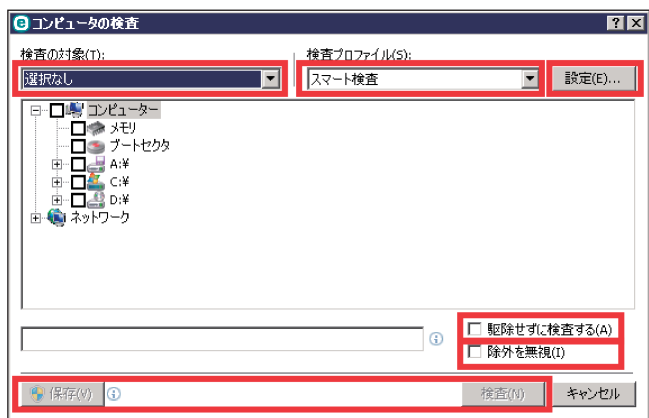 コンピュータの検査
検査の対象(T):
検査プロファイル(S):
選択なし
スマート検査
設定(E)...
コンピューター
メモリ
ブートセクタ
A:¥
C:¥
D:¥
ネットワーク
駆除せずに検査する(A)
除外を無視(I)
保存(V)
検査(N)
キャンセル